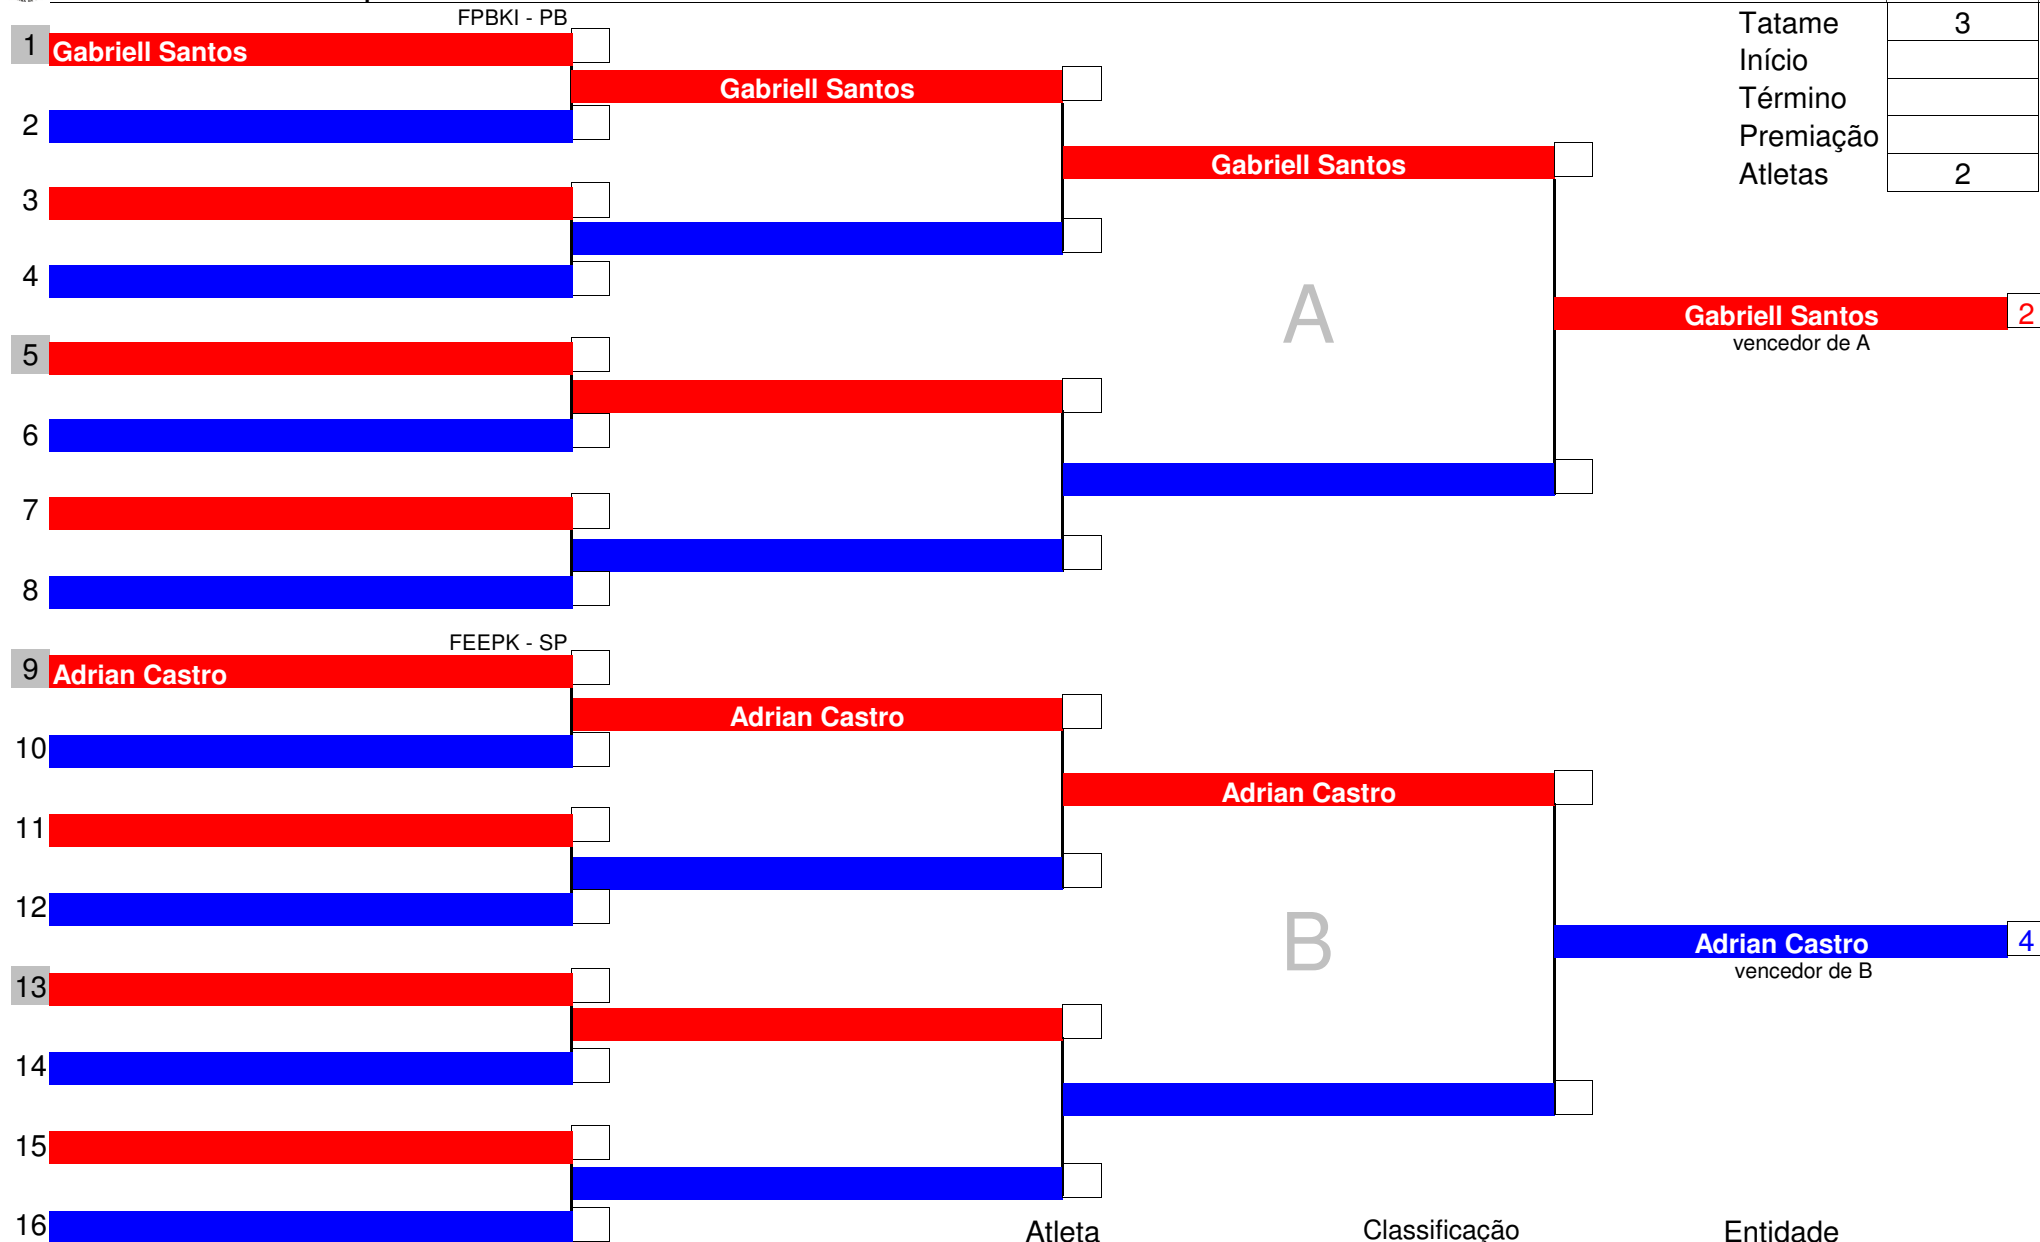 FPBKI - PB
Tatame 3
1 Gabriell Santos
Início
Gabriell Santos
Término
2
Premiação
Gabriell Santos
Atletas 2
3
4
A
Gabriell Santos 2
vencedor de A
5
6
7
8
FEEPK - SP
9 Adrian Castro
Adrian Castro
10
Adrian Castro
11
12
B
Adrian Castro 4
vencedor de B
13
14
15
16
Atleta Classificação Entidade